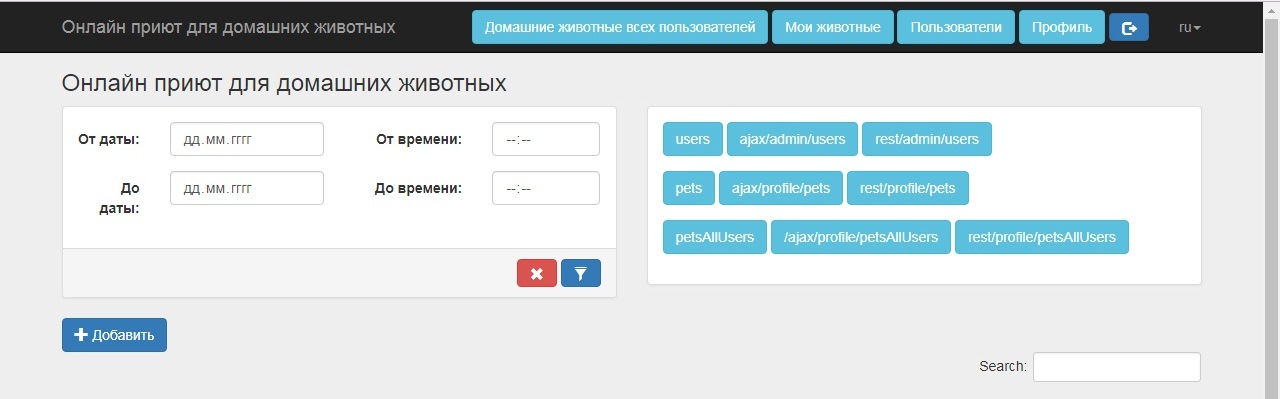 Онлайн приют для домашних животных Домашние животные всех пользователей Мои животные Пользователи Профиль ru
Онлайн приют для домашних животных
От даты: дд.мм.гггг От времени: --:--
До даты: дд.мм.гггг До времени: --:--
users ajax/admin/users rest/admin/users
pets ajax/profile/pets rest/profile/pets
petsAllUsers /ajax/profile/petsAllUsers rest/profile/petsAllUsers
Добавить
Search: